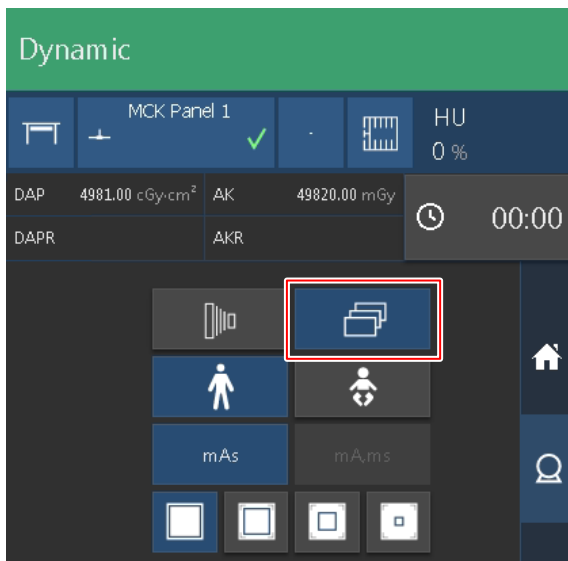 Dynamic
MCK Panel 1
HU
0 %
DAP 4981.00 cGy·cm² AK 49820.00 mGy
DAPR AKR
00:00
mAs mA,ms